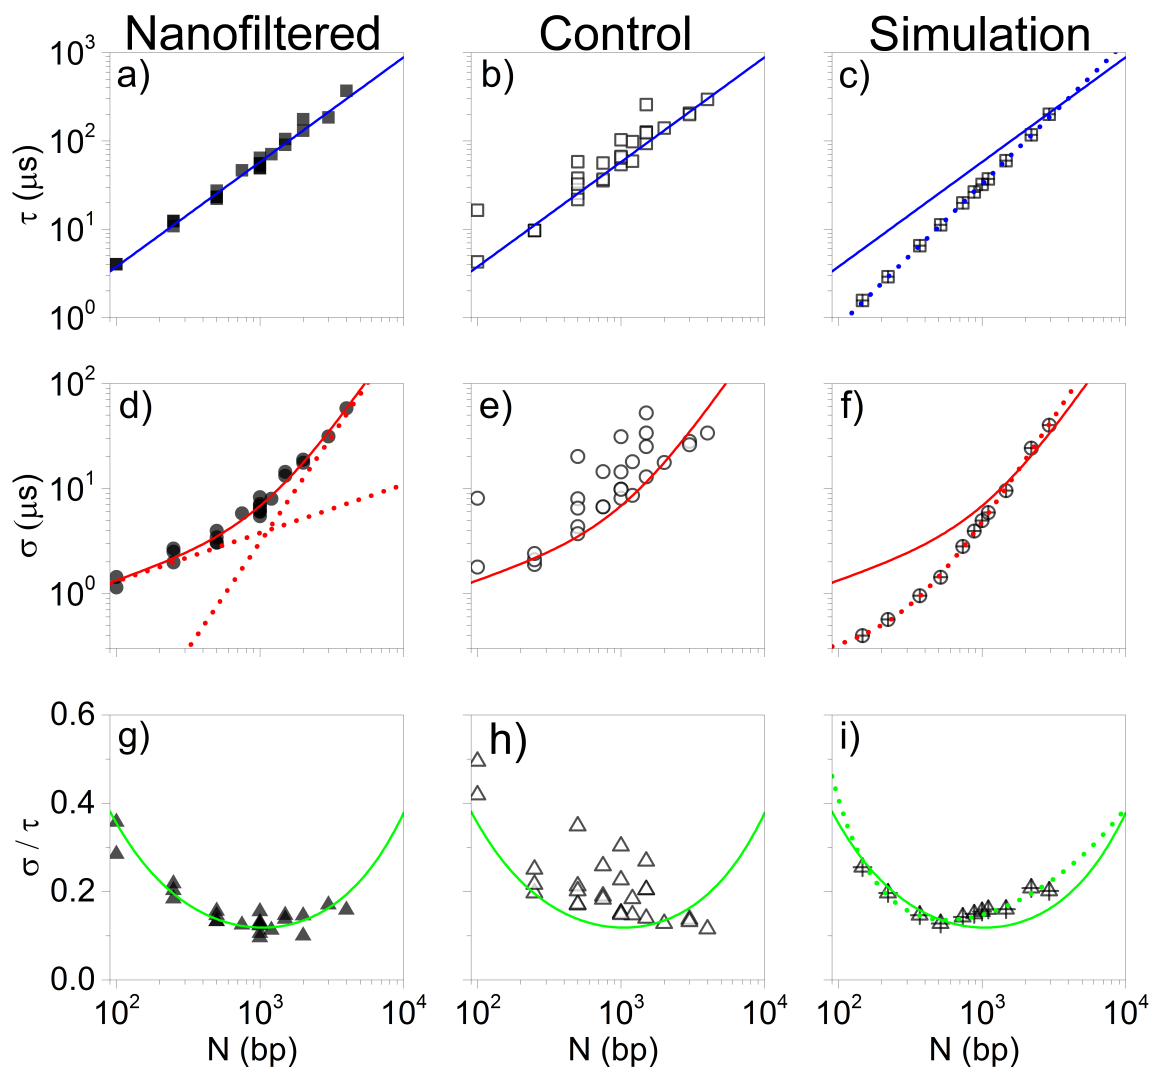 Nanofiltered Control Simulation
10³
a) b) c)
10²
τ (μs)
10¹
10⁰
10²
d) e) f)
10¹
σ (μs)
10⁰
0.6
g) h) i)
0.4
σ / τ
0.2
0.0
10² 10³ 10⁴ 10² 10³ 10⁴ 10² 10³ 10⁴
N (bp) N (bp) N (bp)